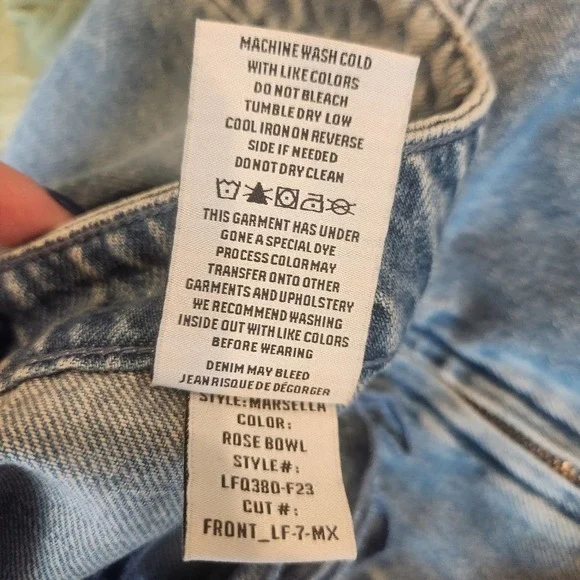 MACHINE WASH COLD
WITH LIKE COLORS
DO NOT BLEACH
TUMBLE DRY LOW
COOL IRON ON REVERSE
SIDE IF NEEDED
DO NOT DRY CLEAN
THIS GARMENT HAS UNDER
GONE A SPECIAL DYE
PROCESS COLOR MAY
TRANSFER ONTO OTHER
GARMENTS AND UPHOLSTERY
WE RECOMMEND WASHING
INSIDE OUT WITH LIKE COLORS
BEFORE WEARING
DENIM MAY BLEED
JEAN RISQUE DE DÉGORGER
STYLE: MARSELLA
COLOR:
ROSE BOWL
STYLE#:
LFQ380-F23
CUT #:
FRONT_LF-7-MX